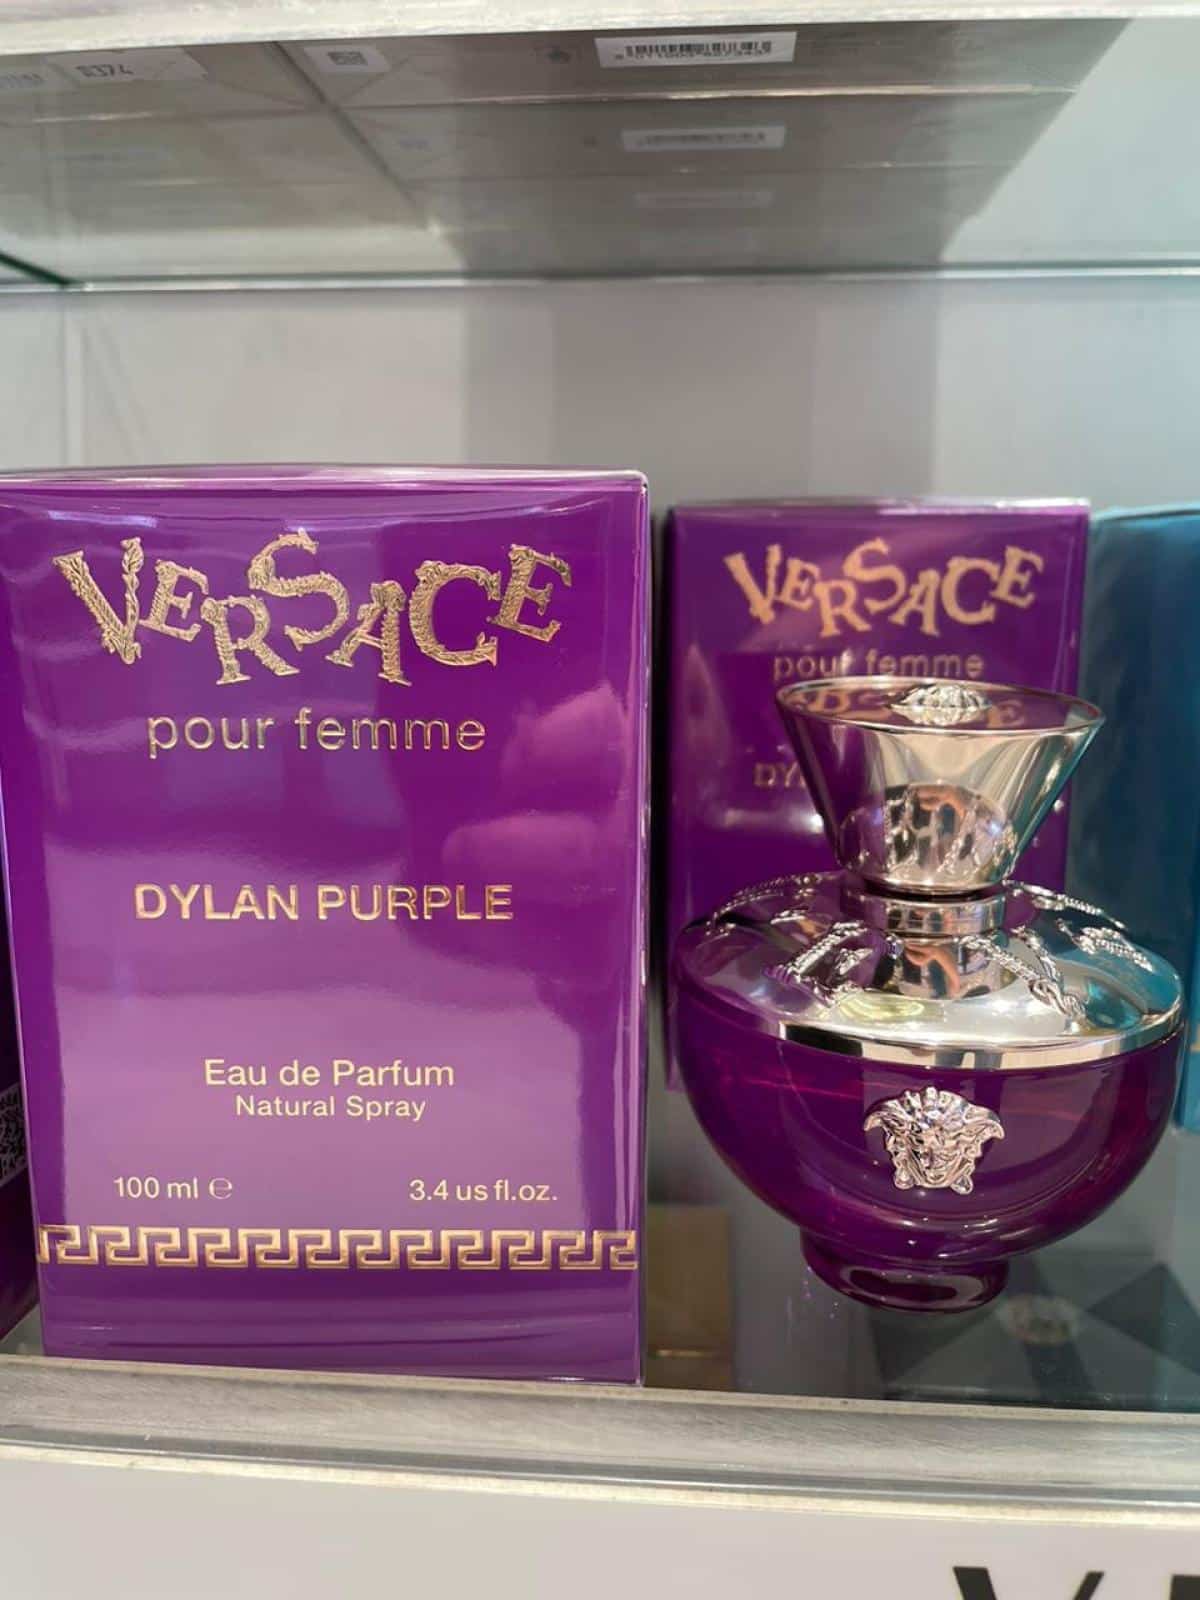 VERSACE
pour femme
DYLAN PURPLE
Eau de Parfum
Natural Spray
100 ml ℮
3.4 us fl.oz.
VERSACE
pour femme